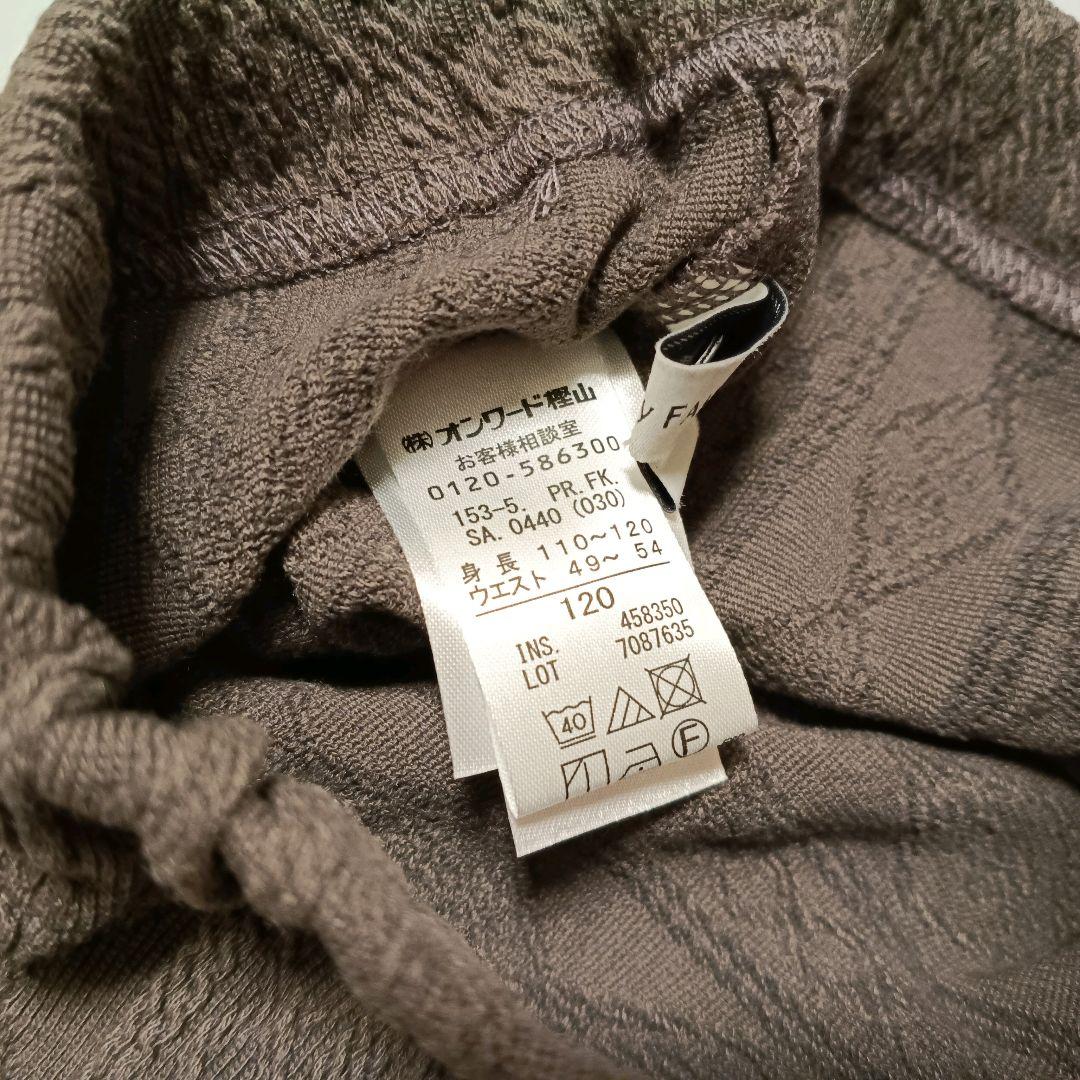 ㈱オンワード樫山
お客様相談室
0120-586300
153-5. PR.FK.
SA. 0440 (030)
身長 110～120
ウエスト 49～54
120
INS. 458350
LOT 7087635
40
F
Y FA